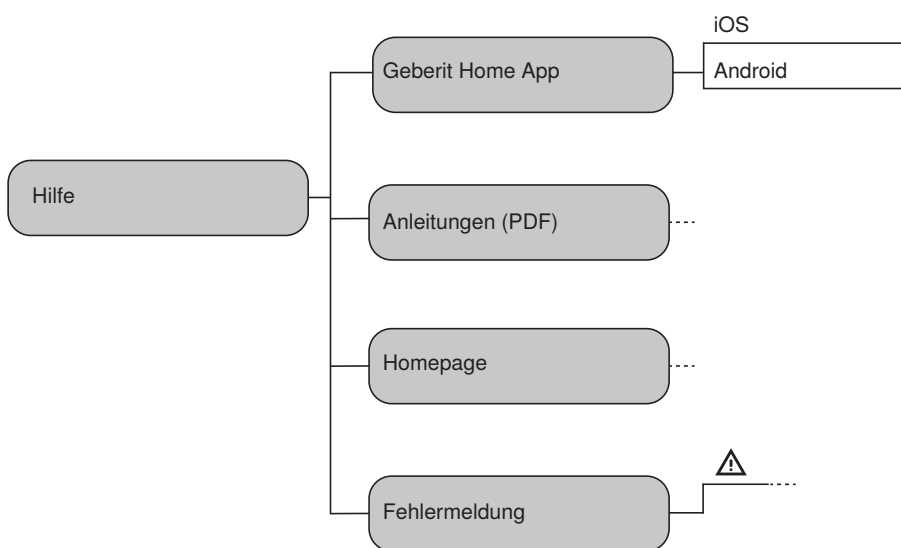 iOS
Geberit Home App
Android
Hilfe
Anleitungen (PDF)
Homepage
Fehlermeldung